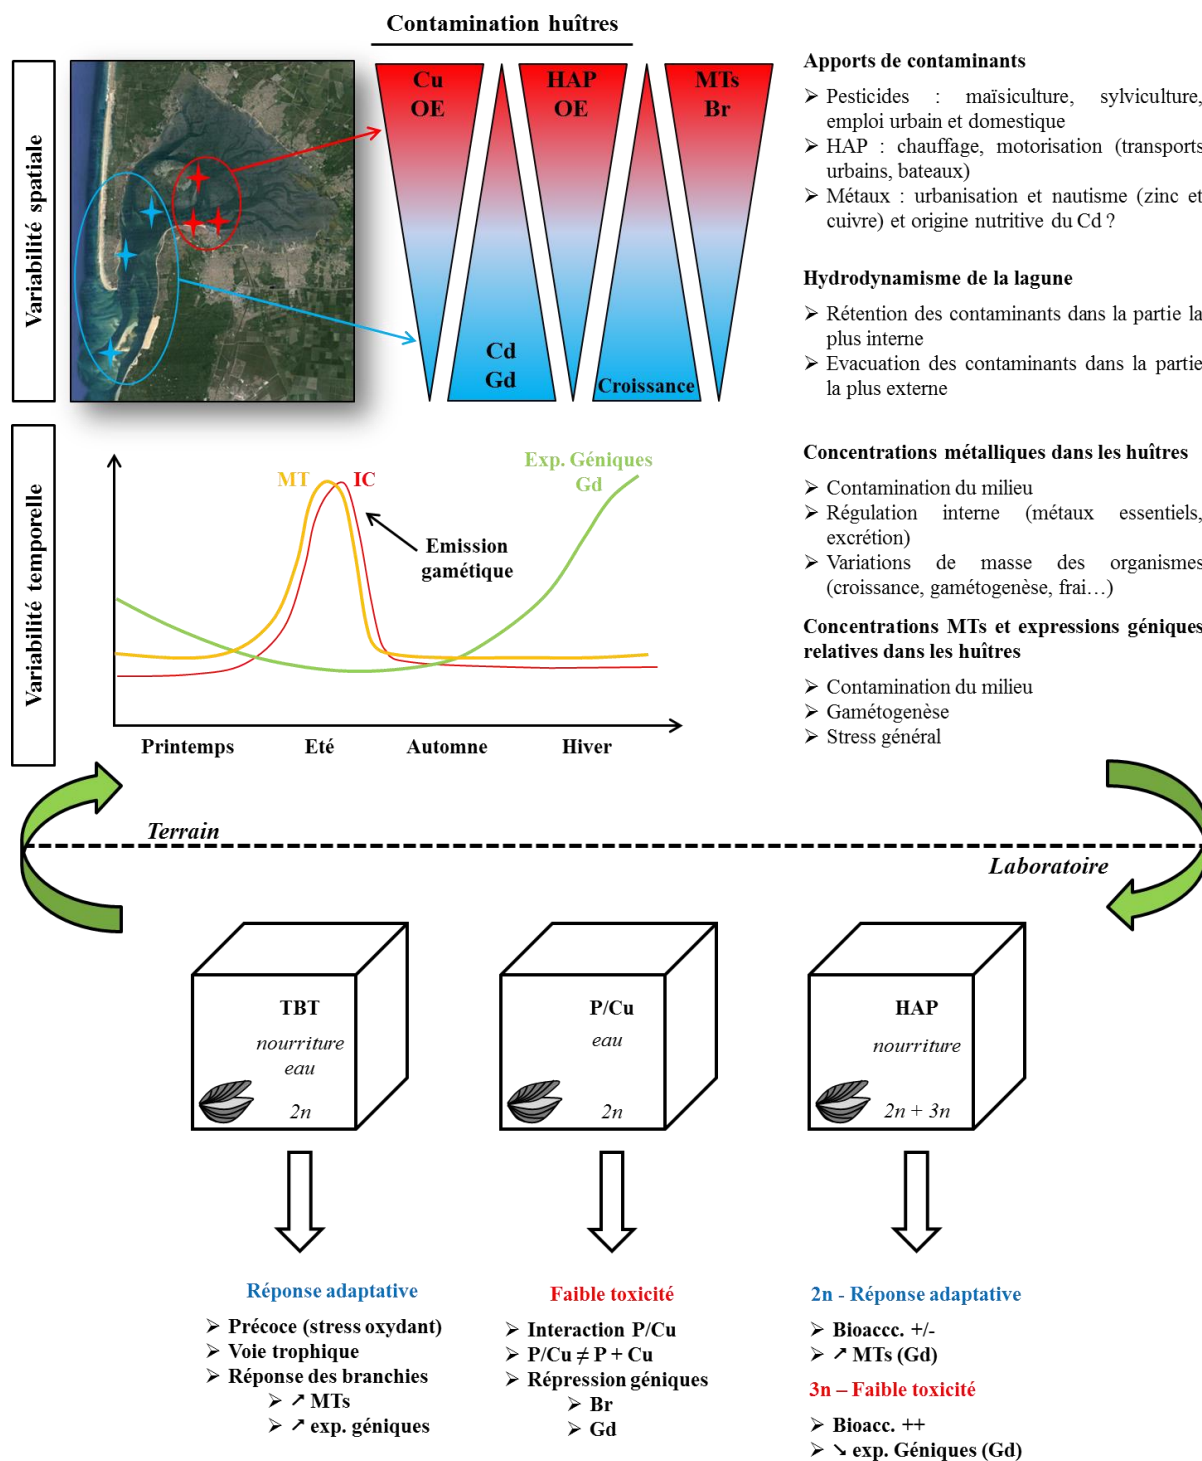 Contamination huîtres
Variabilité spatiale
Cu
OE
HAP
OE
MTs
Br
Cd
Gd
Croissance
Apports de contaminants
➢ Pesticides : maïsiculture, sylviculture,
emploi urbain et domestique
➢ HAP : chauffage, motorisation (transports
urbains, bateaux)
➢ Métaux : urbanisation et nautisme (zinc et
cuivre) et origine nutritive du Cd ?
Hydrodynamisme de la lagune
➢ Rétention des contaminants dans la partie la
plus interne
➢ Evacuation des contaminants dans la partie
la plus externe
Variabilité temporelle
MT
IC
Exp. Géniques
Gd
Emission
gamétique
Printemps Eté Automne Hiver
Concentrations métalliques dans les huîtres
➢ Contamination du milieu
➢ Régulation interne (métaux essentiels,
excrétion)
➢ Variations de masse des organismes
(croissance, gamétogenèse, frai…)
Concentrations MTs et expressions géniques
relatives dans les huîtres
➢ Contamination du milieu
➢ Gamétogenèse
➢ Stress général
Terrain
Laboratoire
TBT
nourriture
eau
2n
P/Cu
eau
2n
HAP
nourriture
2n + 3n
Réponse adaptative
➢ Précoce (stress oxydant)
➢ Voie trophique
➢ Réponse des branchies
➢ ↗ MTs
➢ ↗ exp. géniques
Faible toxicité
➢ Interaction P/Cu
➢ P/Cu ≠ P + Cu
➢ Répression géniques
➢ Br
➢ Gd
2n - Réponse adaptative
➢ Bioaccc. +/-
➢ ↗ MTs (Gd)
3n – Faible toxicité
➢ Bioacc. ++
➢ ↘ exp. Géniques (Gd)